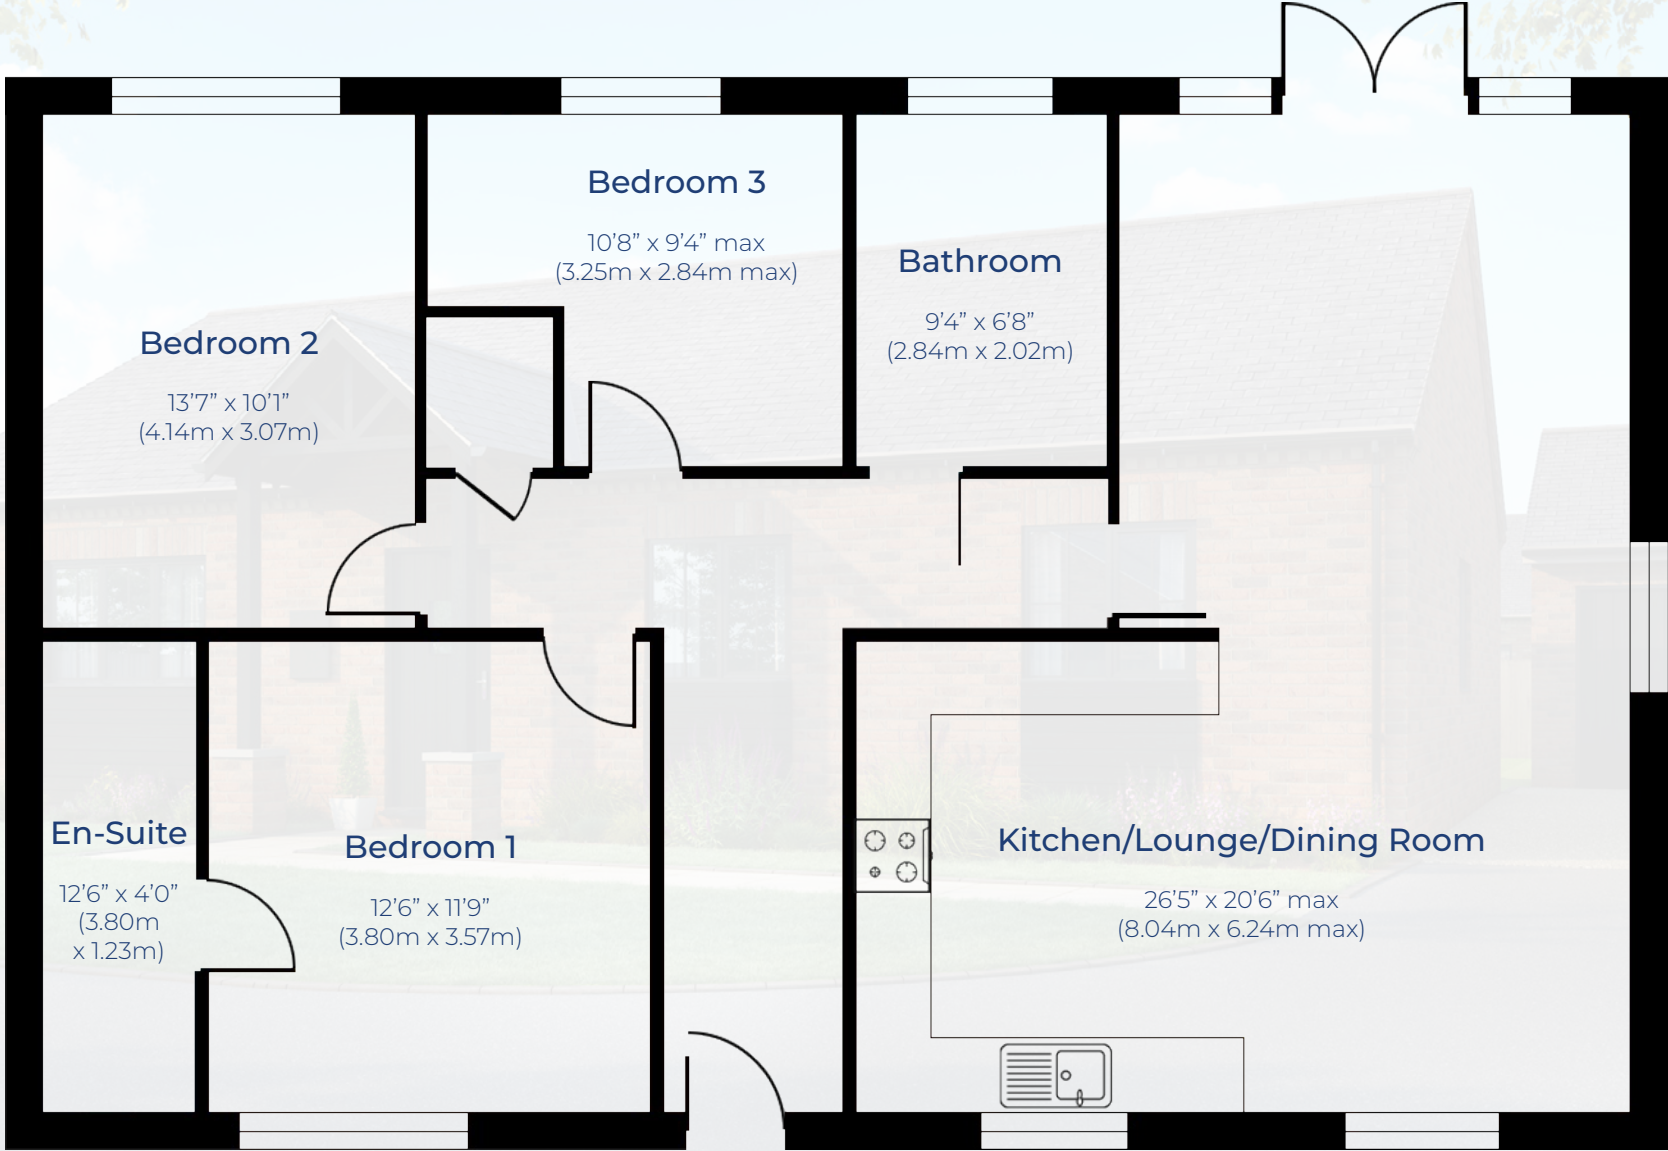 Bedroom 3
10’8” x 9’4” max
(3.25m x 2.84m max)
Bathroom
9’4” x 6’8”
(2.84m x 2.02m)
Bedroom 2
13’7” x 10’1”
(4.14m x 3.07m)
En-Suite
12’6” x 4’0”
(3.80m
x 1.23m)
Bedroom 1
12’6” x 11’9”
(3.80m x 3.57m)
Kitchen/Lounge/Dining Room
26’5” x 20’6” max
(8.04m x 6.24m max)